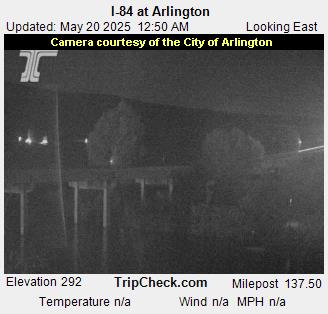 I-84 at Arlington
Updated: May 20 2025 12:50 AM Looking East
Camera courtesy of the City of Arlington
Elevation 292 TripCheck.com Milepost 137.50
Temperature n/a Wind n/a MPH n/a